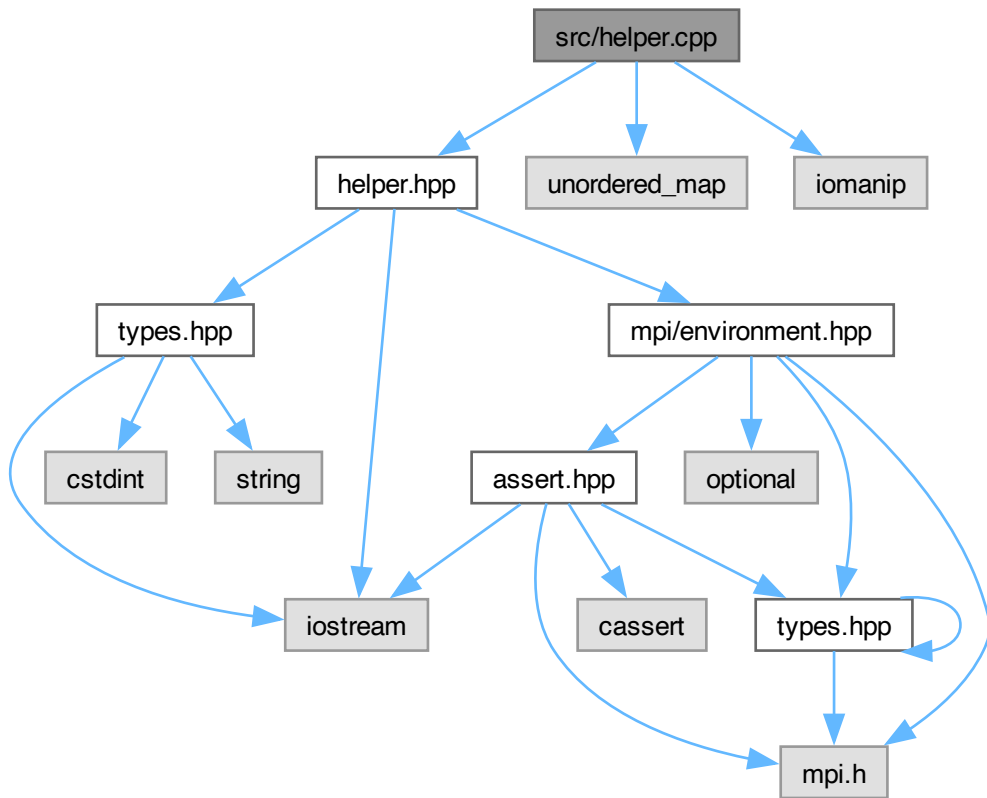 src/helper.cpp
helper.hpp
unordered_map
iomanip
types.hpp
mpi/environment.hpp
cstdint
string
assert.hpp
optional
iostream
cassert
types.hpp
mpi.h